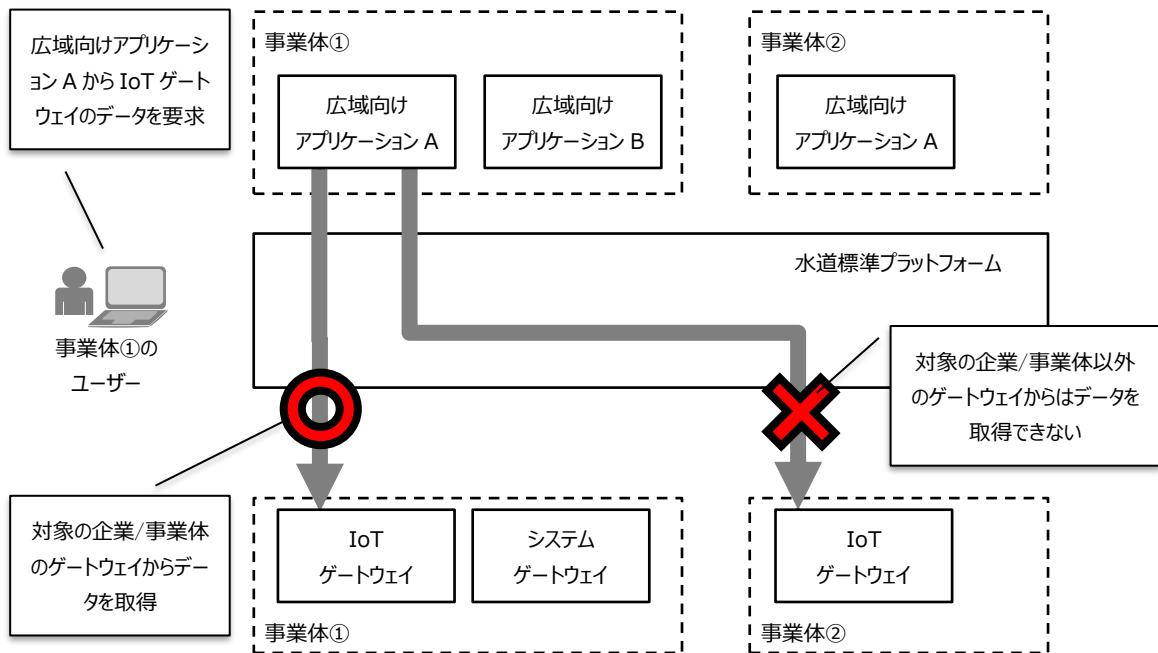 広域向けアプリケーシ
ョン A から IoT ゲート
ウェイのデータを要求
事業体①
広域向け
アプリケーション A
広域向け
アプリケーション B
事業体②
広域向け
アプリケーション A
水道標準プラットフォーム
事業体①の
ユーザー
対象の企業/事業体以外
のゲートウェイからはデータを
取得できない
対象の企業/事業体
のゲートウェイからデー
タを取得
IoT
ゲートウェイ
システム
ゲートウェイ
事業体①
IoT
ゲートウェイ
事業体②